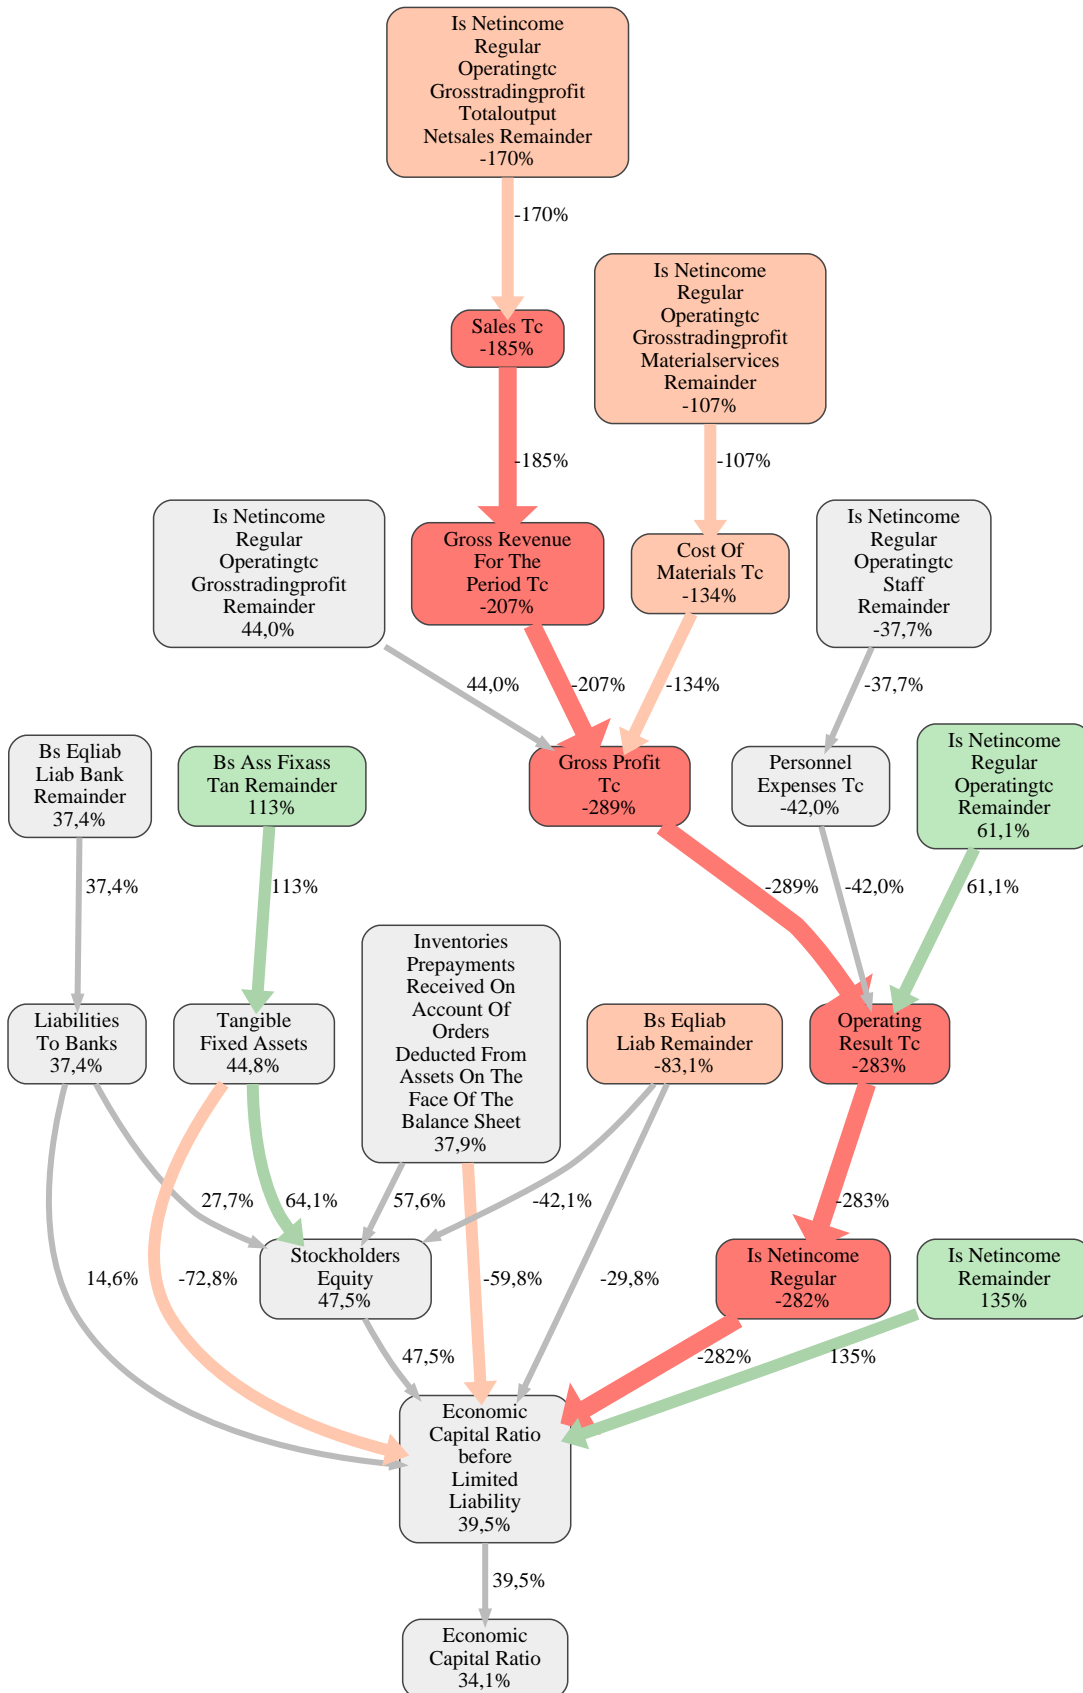 Is Netincome
Regular
Operatingtc
Grosstradingprofit
Totaloutput
Netsales Remainder
-170%
-170%
Is Netincome
Regular
Operatingtc
Grosstradingprofit
Materialservices
Remainder
-107%
Sales Tc
-185%
-185%
-107%
Is Netincome
Regular
Operatingtc
Grosstradingprofit
Remainder
44,0%
Gross Revenue
For The
Period Tc
-207%
Cost Of
Materials Tc
-134%
Is Netincome
Regular
Operatingtc
Staff
Remainder
-37,7%
44,0%
-207%
-134%
-37,7%
Bs Eqliab
Liab Bank
Remainder
37,4%
Bs Ass Fixass
Tan Remainder
113%
Gross Profit
Tc
-289%
Personnel
Expenses Tc
-42,0%
Is Netincome
Regular
Operatingtc
Remainder
61,1%
37,4%
113%
-289%
-42,0%
61,1%
Inventories
Prepayments
Received On
Account Of
Orders
Deducted From
Assets On The
Face Of The
Balance Sheet
37,9%
Liabilities
To Banks
37,4%
Tangible
Fixed Assets
44,8%
Bs Eqliab
Liab Remainder
-83,1%
Operating
Result Tc
-283%
27,7%
64,1%
57,6%
-42,1%
-283%
Stockholders
Equity
47,5%
Is Netincome
Regular
-282%
Is Netincome
Remainder
135%
14,6%
-72,8%
-59,8%
-29,8%
47,5%
-282%
135%
Economic
Capital Ratio
before
Limited
Liability
39,5%
39,5%
Economic
Capital Ratio
34,1%